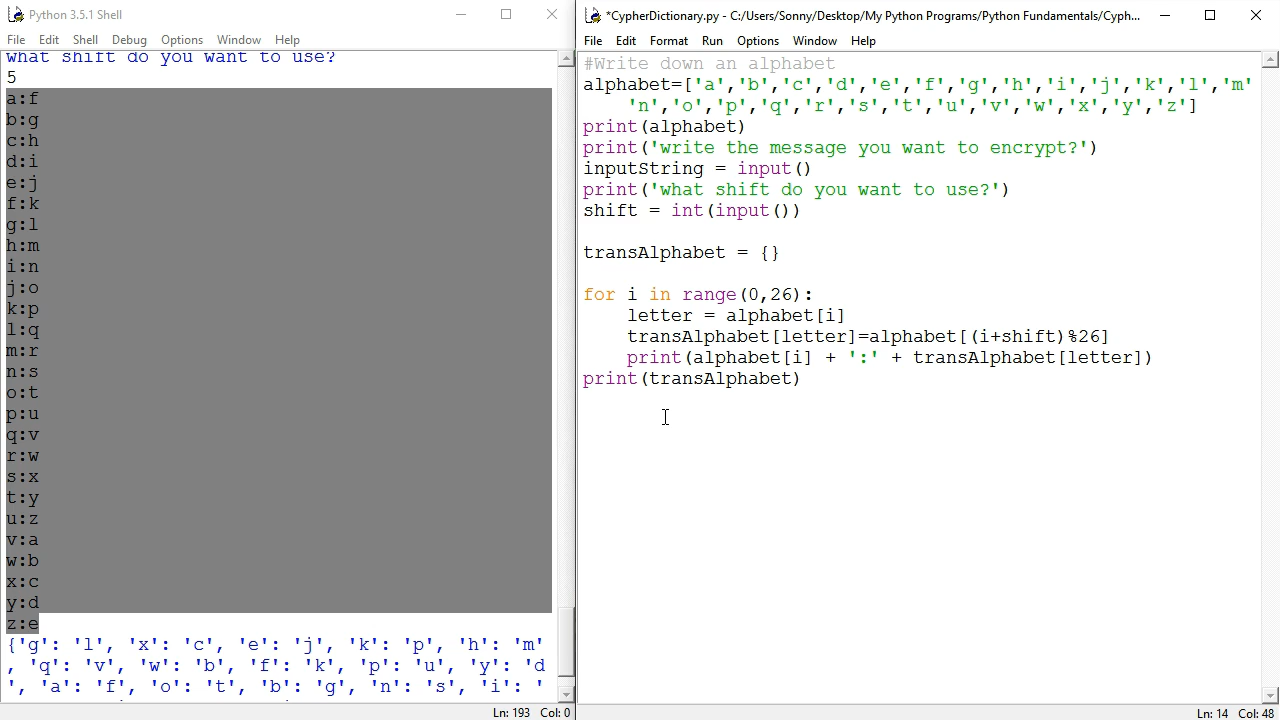 Python 3.5.1 Shell
File Edit Shell Debug Options Window Help
what shift do you want to use?
5
a:f
b:g
c:h
d:i
e:j
f:k
g:l
h:m
i:n
j:o
k:p
l:q
m:r
n:s
o:t
p:u
q:v
r:w
s:x
t:y
u:z
v:a
w:b
x:c
y:d
z:e
{'g': 'l', 'x': 'c', 'e': 'j', 'k': 'p', 'h': 'm'
, 'q': 'v', 'w': 'b', 'f': 'k', 'p': 'u', 'y': 'd
', 'a': 'f', 'o': 't', 'b': 'g', 'n': 's', 'i': '
Ln: 193 Col: 0
*CypherDictionary.py - C:/Users/Sonny/Desktop/My Python Programs/Python Fundamentals/Cyph...
File Edit Format Run Options Window Help
#Write down an alphabet
alphabet=['a','b','c','d','e','f','g','h','i','j','k','l','m'
'n','o','p','q','r','s','t','u','v','w','x','y','z']
print(alphabet)
print('write the message you want to encrypt?')
inputString = input()
print('what shift do you want to use?')
shift = int(input())
transAlphabet = {}
for i in range(0,26):
letter = alphabet[i]
transAlphabet[letter]=alphabet[(i+shift)%26]
print(alphabet[i] + ':' + transAlphabet[letter])
print(transAlphabet)
Ln: 14 Col: 48